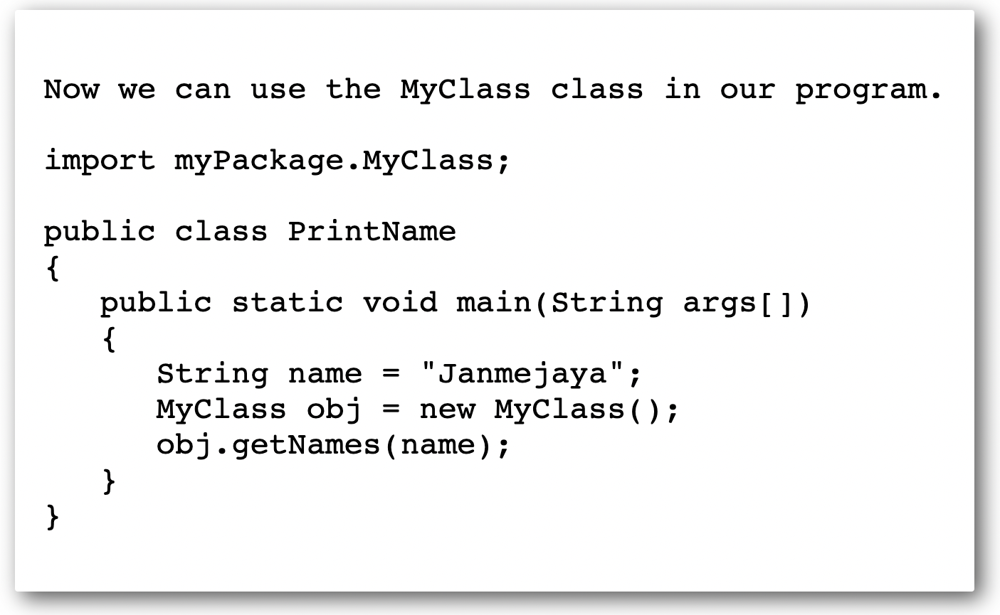 Now we can use the MyClass class in our program.
import myPackage.MyClass;
public class PrintName
{
   public static void main(String args[])
   {
      String name = "Janmejaya";
      MyClass obj = new MyClass();
      obj.getNames(name);
   }
}